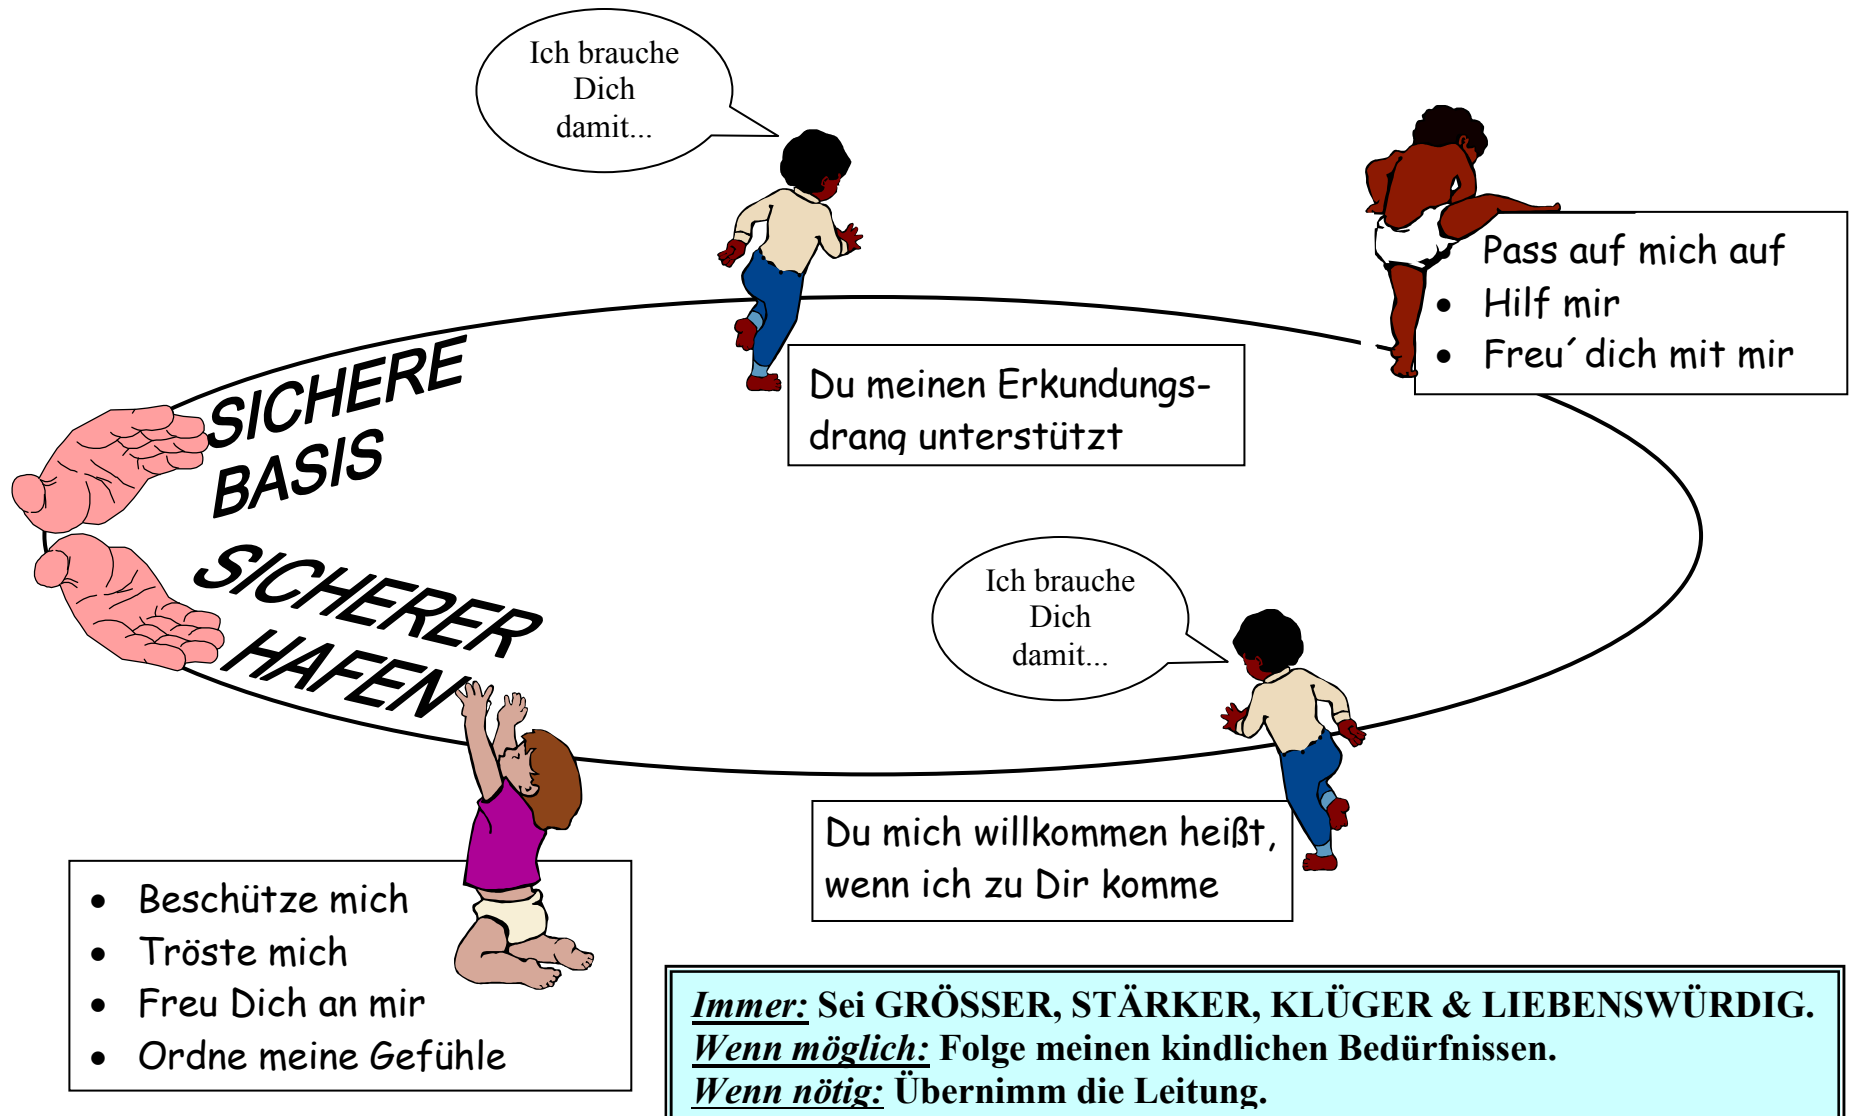 Ich brauche
Dich
damit...
Pass auf mich auf
• Hilf mir
• Freu´dich mit mir
SICHERE
BASIS
Du meinen Erkundungs-
drang unterstützt
SICHERER
HAFEN
Ich brauche
Dich
damit...
Du mich willkommen heißt,
wenn ich zu Dir komme
• Beschütze mich
• Tröste mich
• Freu Dich an mir
• Ordne meine Gefühle
Immer: Sei GRÖSSER, STÄRKER, KLÜGER & LIEBENSWÜRDIG.
Wenn möglich: Folge meinen kindlichen Bedürfnissen.
Wenn nötig: Übernimm die Leitung.